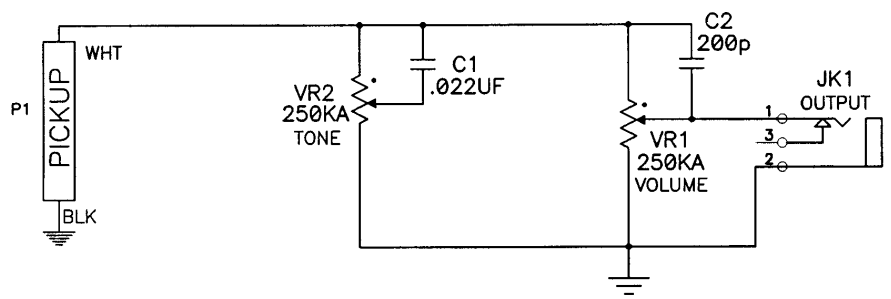 WHT
P1
PICKUP
BLK
VR2
250KA
TONE
C1
.022UF
C2
200p
VR1
250KA
VOLUME
JK1
OUTPUT
1
3
2